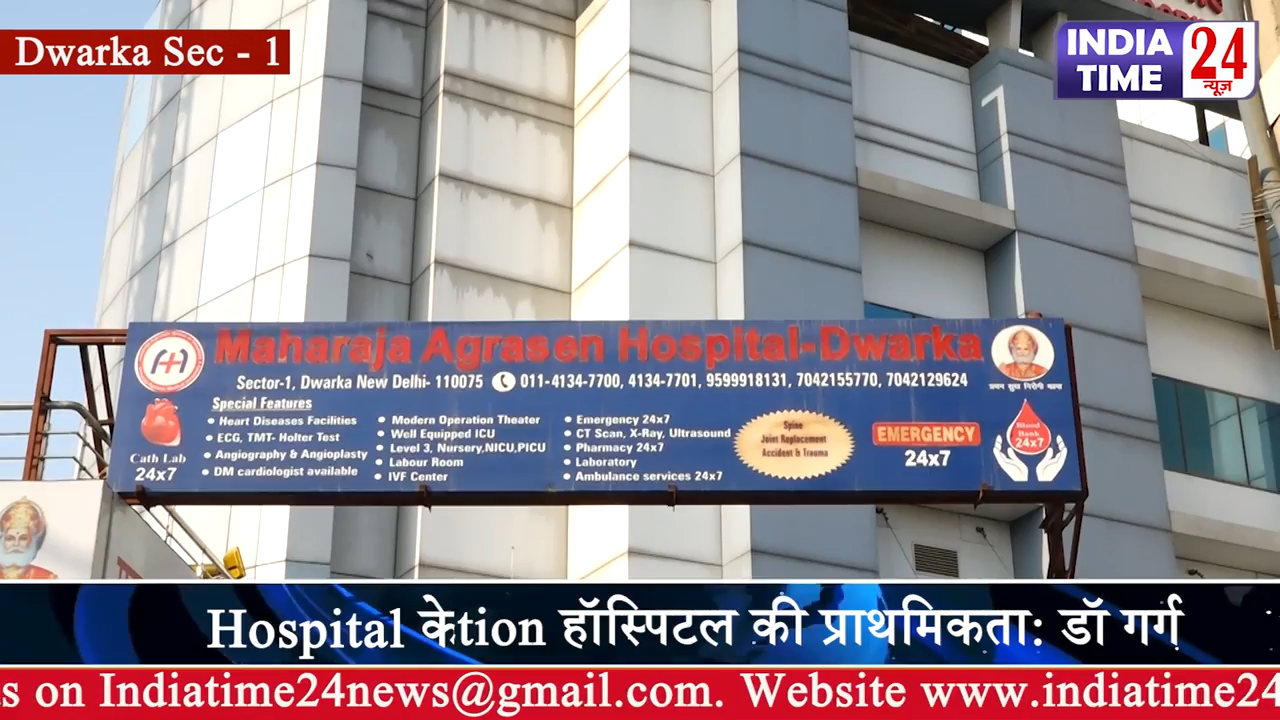 Dwarka Sec - 1
INDIA
TIME
24
न्यूज़
Maharaja Agrasen Hospital-Dwarka
Sector-1, Dwarka New Delhi- 110075 011-4134-7700, 4134-7701, 9599918131, 7042155770, 7042129624
Special Features
• Heart Diseases Facilities
• ECG, TMT- Holter Test
• Angiography & Angioplasty
• DM cardiologist available
Cath Lab
24x7
• Modern Operation Theater
• Well Equipped ICU
• Level 3, Nursery,NICU,PICU
• Labour Room
• IVF Center
• Emergency 24x7
• CT Scan, X-Ray, Ultrasound
• Pharmacy 24x7
• Laboratory
• Ambulance services 24x7
Spine
Joint Replacement
Accident & Trauma
EMERGENCY
24x7
Blood
Bank
24x7
Hospital केtion हॉस्पिटल की प्राथमिकता: डॉ गर्ग
s on Indiatime24news@gmail.com. Website www.indiatime24